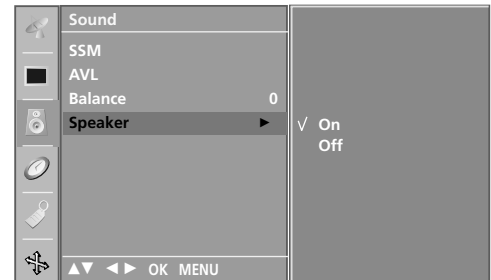 Sound
SSM
AVL
Balance 0
Speaker ►
√ On
Off
▲▼ ◄► OK MENU